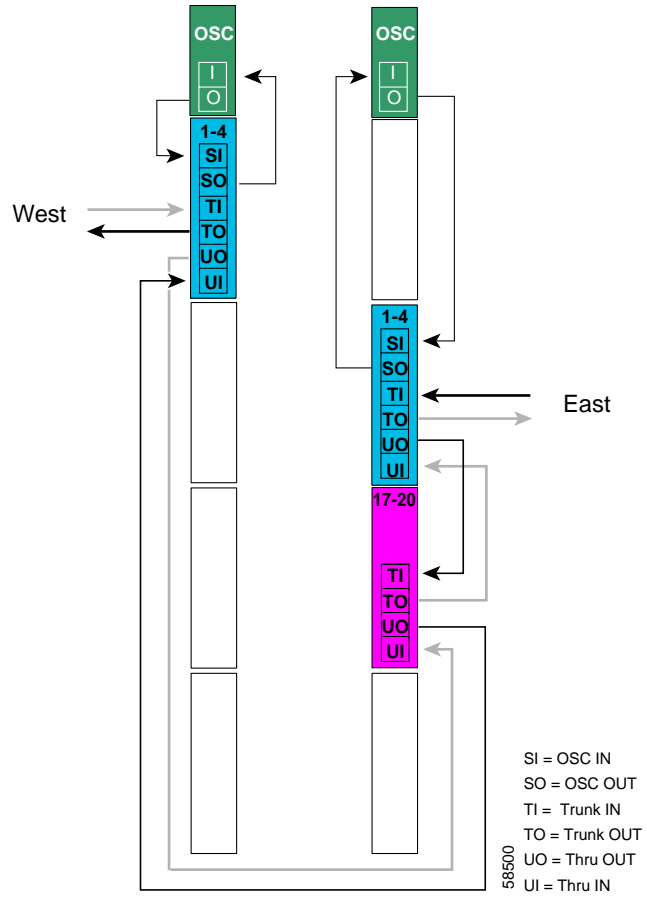 OSC
I
O
1-4
SI
SO
TI
TO
UO
UI
West
OSC
I
O
1-4
SI
SO
TI
TO
UO
UI
East
17-20
TI
TO
UO
UI
SI = OSC IN
SO = OSC OUT
TI = Trunk IN
TO = Trunk OUT
UO = Thru OUT
UI = Thru IN
58500